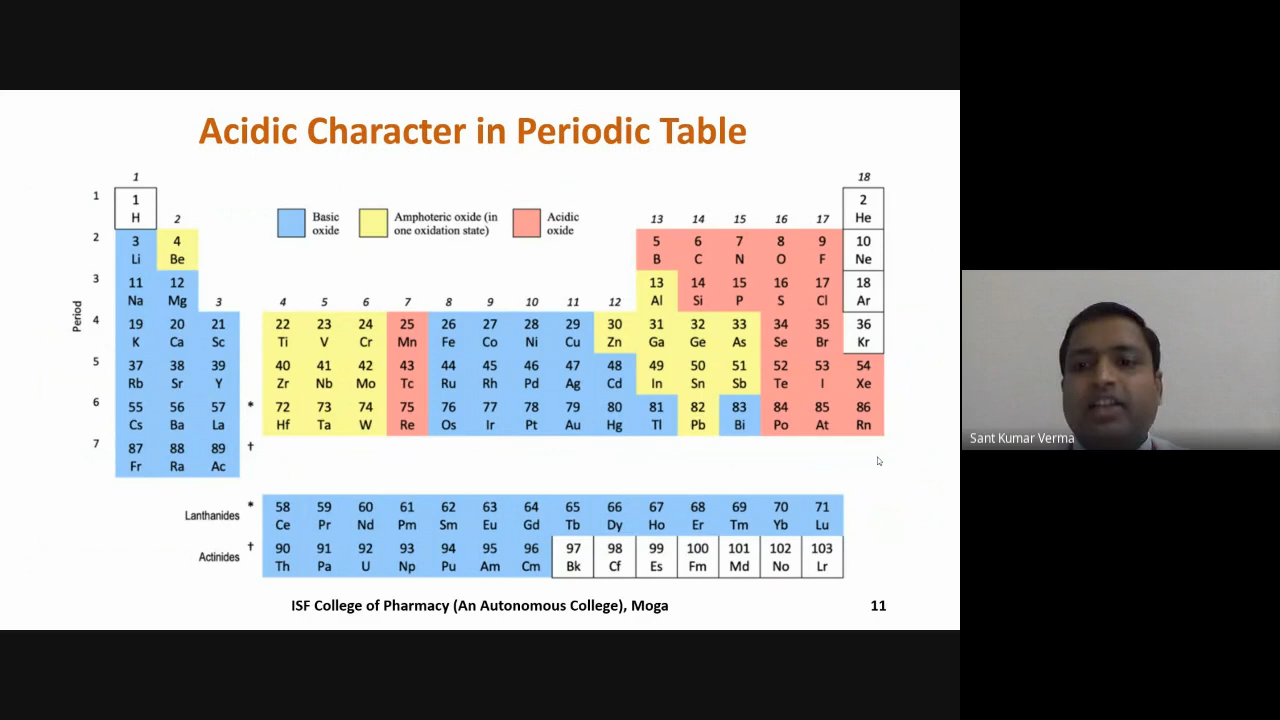 Acidic Character in Periodic Table
1 18
1 1 2
H 2 Basic oxide Amphoteric oxide (in one oxidation state) Acidic oxide 13 14 15 16 17 He
2 3 4 5 6 7 8 9 10
Li Be B C N O F Ne
3 11 12 13 14 15 16 17 18
Na Mg 3 4 5 6 7 8 9 10 11 12 Al Si P S Cl Ar
Period
4 19 20 21 22 23 24 25 26 27 28 29 30 31 32 33 34 35 36
K Ca Sc Ti V Cr Mn Fe Co Ni Cu Zn Ga Ge As Se Br Kr
5 37 38 39 40 41 42 43 44 45 46 47 48 49 50 51 52 53 54
Rb Sr Y Zr Nb Mo Tc Ru Rh Pd Ag Cd In Sn Sb Te I Xe
6 55 56 57 * 72 73 74 75 76 77 78 79 80 81 82 83 84 85 86
Cs Ba La Hf Ta W Re Os Ir Pt Au Hg Tl Pb Bi Po At Rn
7 87 88 89 †
Fr Ra Ac
Lanthanides * 58 59 60 61 62 63 64 65 66 67 68 69 70 71
Ce Pr Nd Pm Sm Eu Gd Tb Dy Ho Er Tm Yb Lu
Actinides † 90 91 92 93 94 95 96 97 98 99 100 101 102 103
Th Pa U Np Pu Am Cm Bk Cf Es Fm Md No Lr
ISF College of Pharmacy (An Autonomous College), Moga 11
Sant Kumar Verma